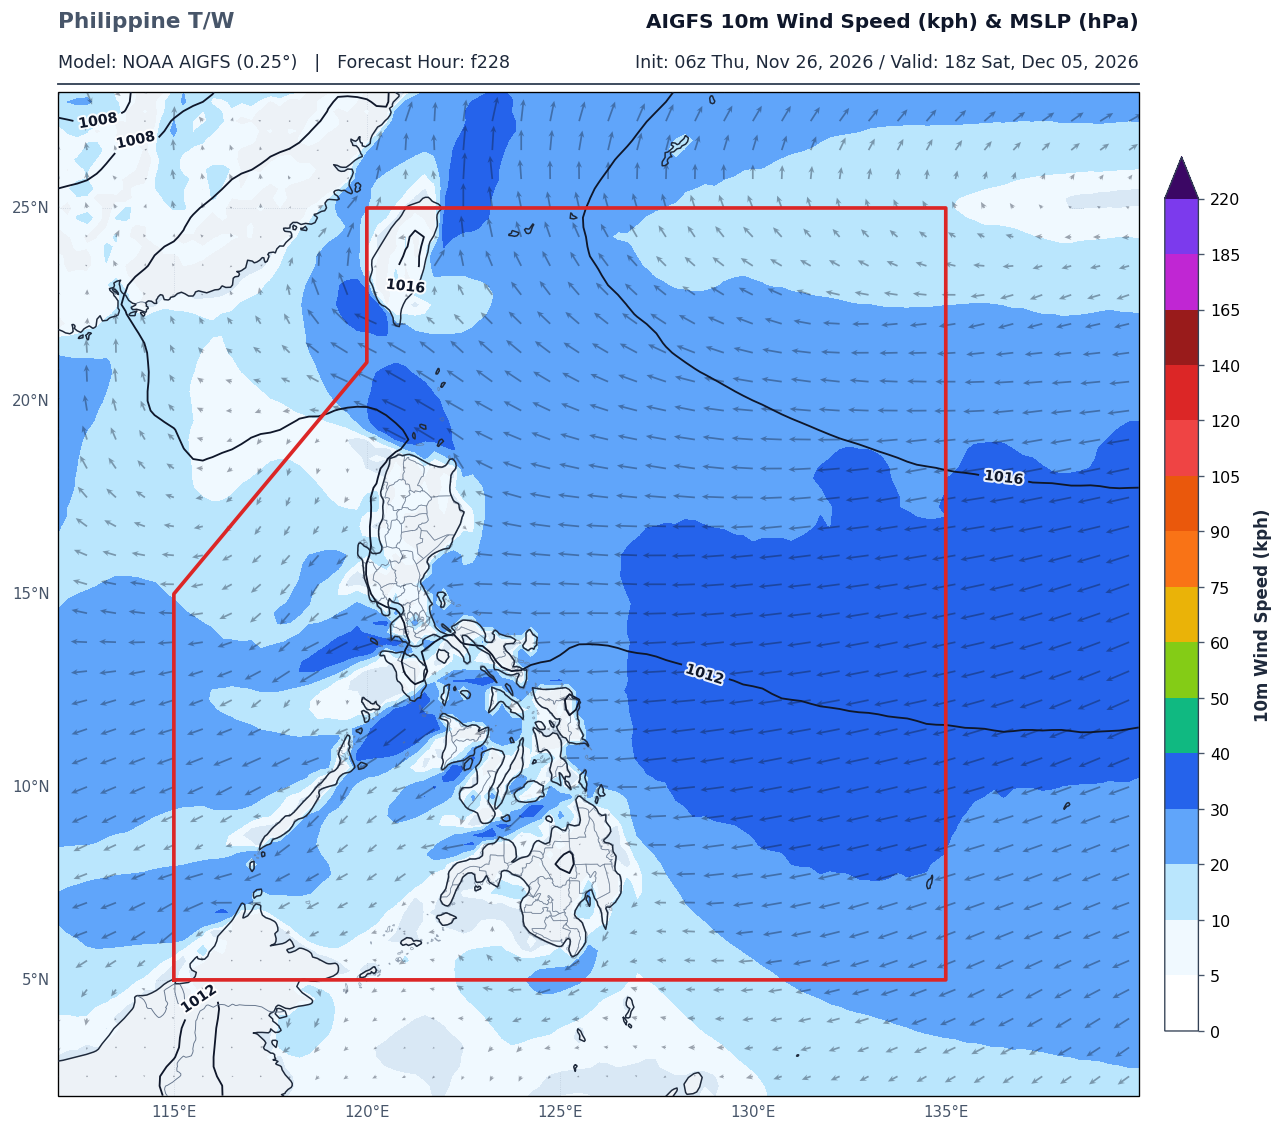 Philippine T/W
AIGFS 10m Wind Speed (kph) & MSLP (hPa)
Model: NOAA AIGFS (0.25°) | Forecast Hour: f228
Init: 06z Thu, Nov 26, 2026 / Valid: 18z Sat, Dec 05, 2026
1008
1008
1016
1016
1012
1012
25°N
20°N
15°N
10°N
5°N
115°E
120°E
125°E
130°E
135°E
220
185
165
140
120
105
90
75
60
50
40
30
20
10
5
0
10m Wind Speed (kph)